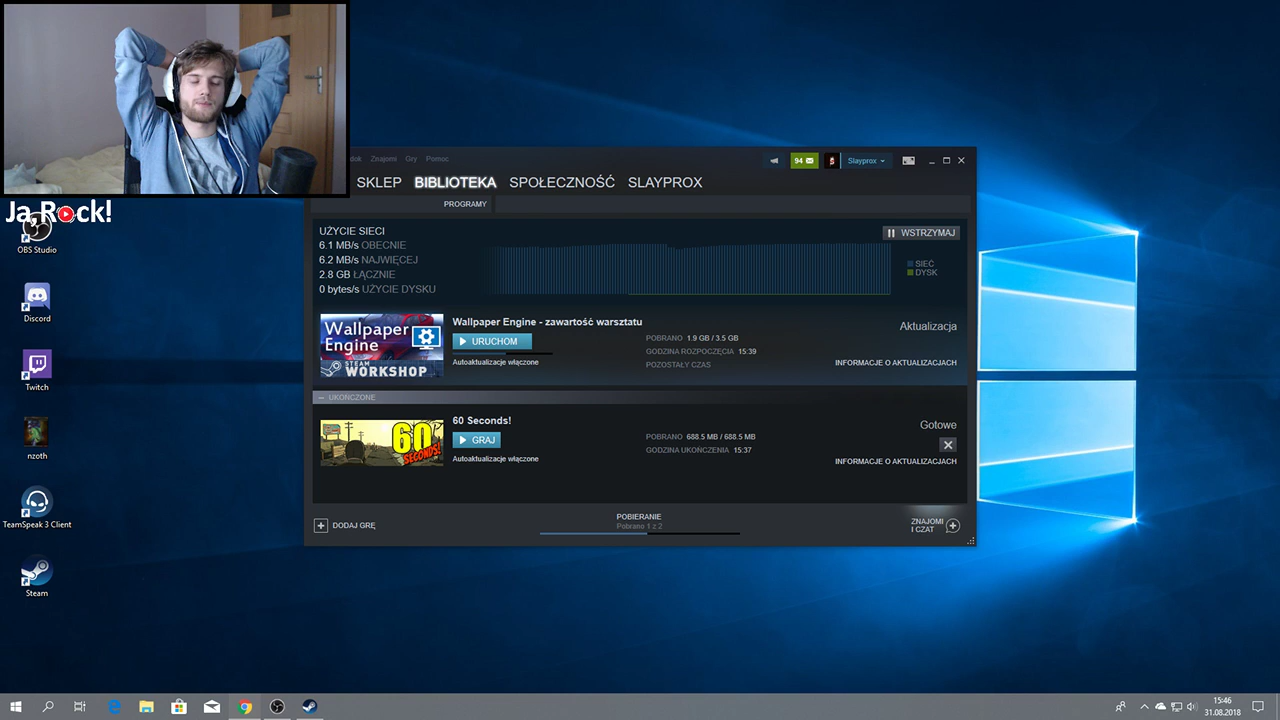 Znajomi Gry Pomoc
94 Slayprox
SKLEP BIBLIOTEKA SPOŁECZNOŚĆ SLAYPROX
PROGRAMY
UŻYCIE SIECI
6.1 MB/s OBECNIE
6.2 MB/s NAJWIĘCEJ
2.8 GB ŁĄCZNIE
0 bytes/s UŻYCIE DYSKU
WSTRZYMAJ
SIEĆ
DYSK
Wallpaper
Engine
STEAM
WORKSHOP
Wallpaper Engine - zawartość warsztatu
URUCHOM
Autoaktualizacje włączone
POBRANO 1.9 GB / 3.5 GB
GODZINA ROZPOCZĘCIA 15:39
POZOSTAŁY CZAS
Aktualizacja
INFORMACJE O AKTUALIZACJACH
UKOŃCZONE
60
SECONDS!
60 Seconds!
GRAJ
Autoaktualizacje włączone
POBRANO 688.5 MB / 688.5 MB
GODZINA UKOŃCZENIA 15:37
Gotowe
INFORMACJE O AKTUALIZACJACH
DODAJ GRĘ
POBIERANIE
Pobrano 1 z 2
ZNAJOMI
I CZAT
Ja,Rock!
OBS Studio
Discord
Twitch
nzoth
TeamSpeak 3 Client
Steam
15:46
31.08.2018